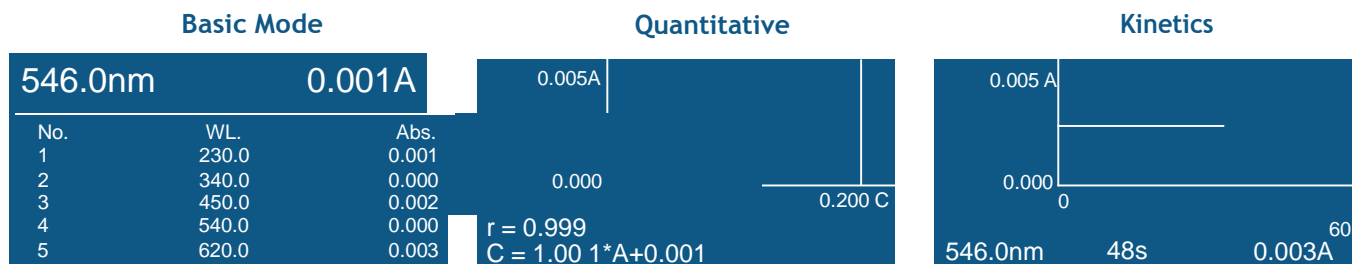 Basic Mode
546.0nm 0.001A
No. WL. Abs.
1 230.0 0.001
2 340.0 0.000
3 450.0 0.002
4 540.0 0.000
5 620.0 0.003
Quantitative
0.005A
0.000
0.200 C
r = 0.999
C = 1.00 1*A+0.001
Kinetics
0.005 A
0.000
0
60
546.0nm 48s 0.003A